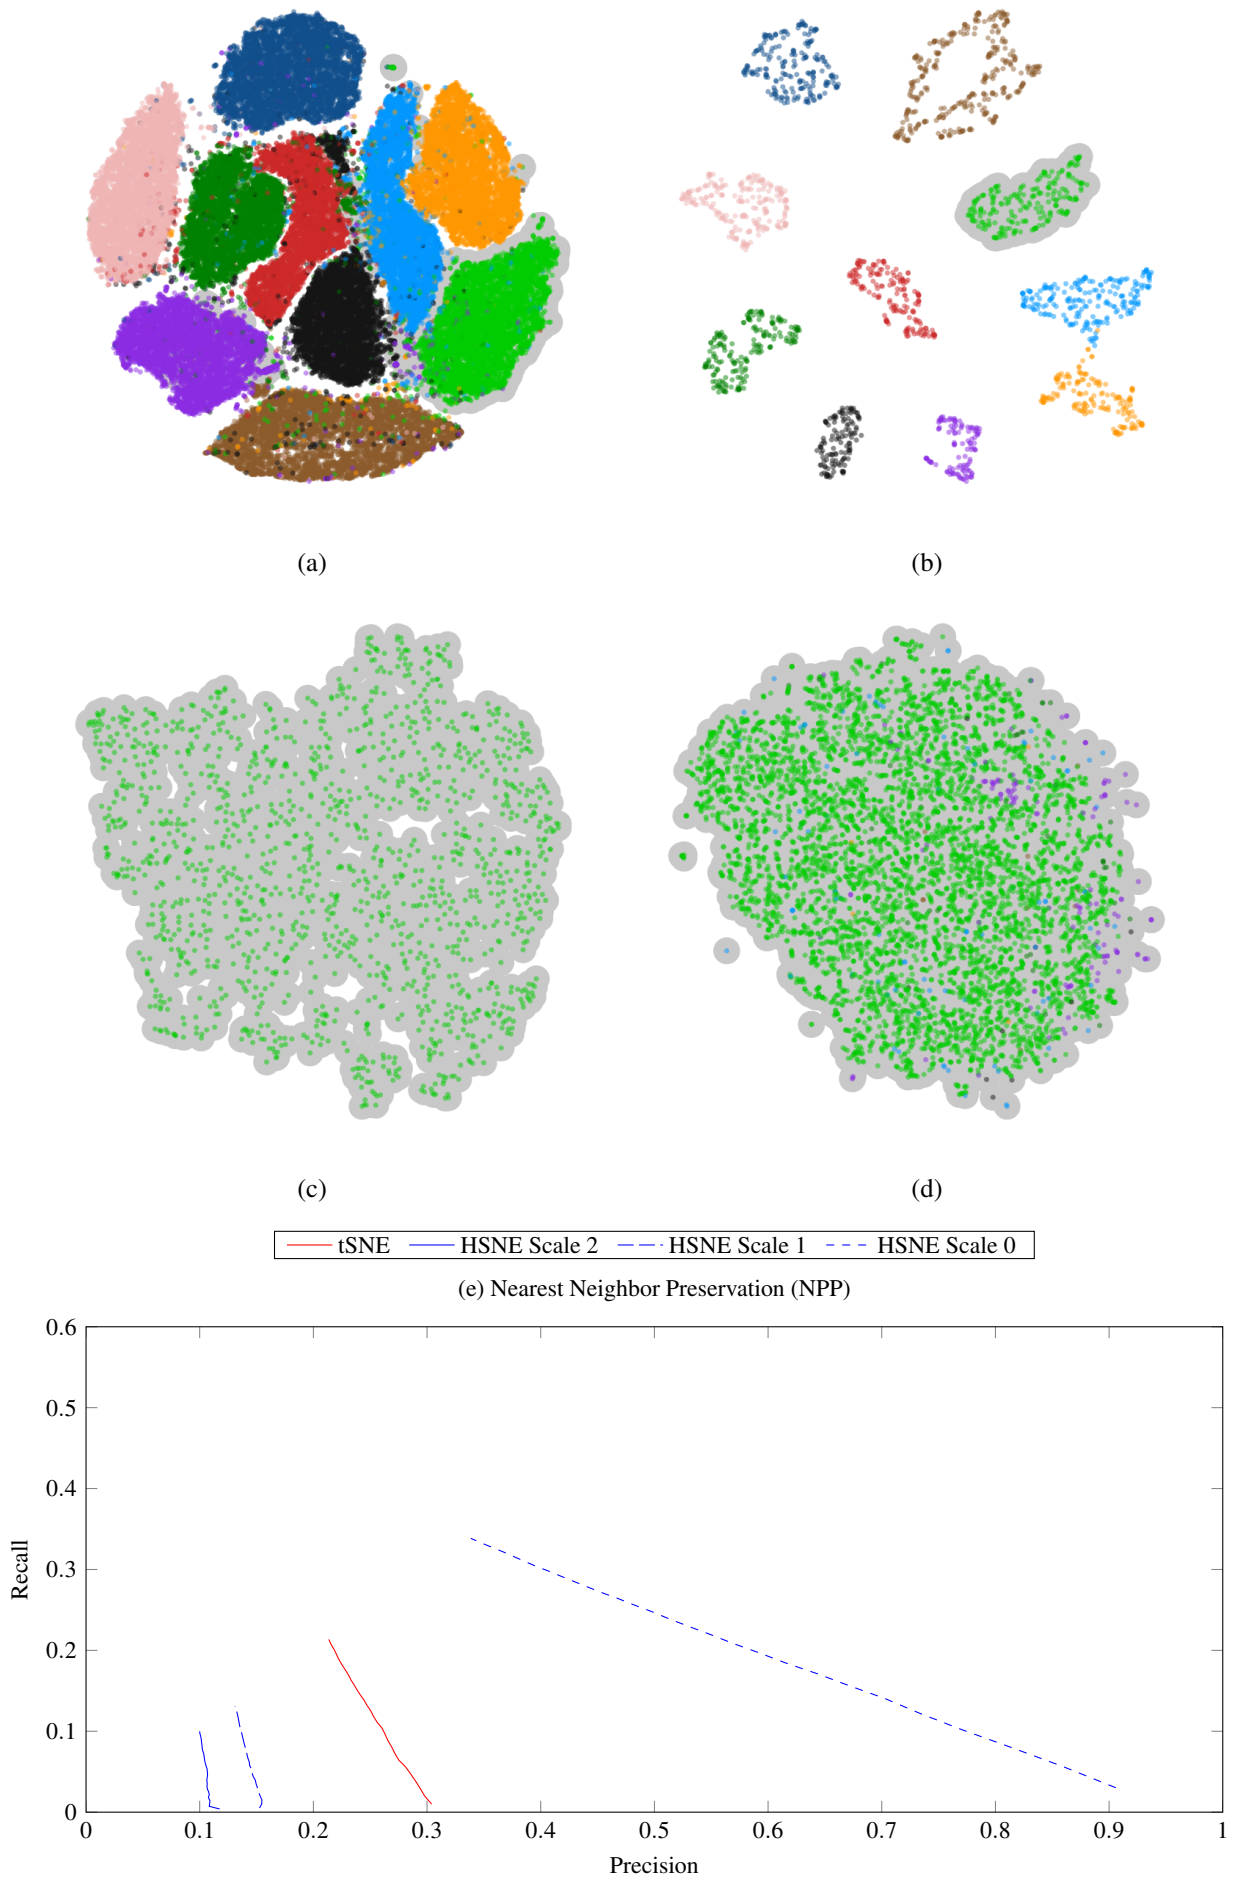 (a)
(b)
(c)
(d)
tSNE HSNE Scale 2 HSNE Scale 1 HSNE Scale 0
(e) Nearest Neighbor Preservation (NPP)
0.6
0.5
0.4
0.3
0.2
0.1
0
Recall
0 0.1 0.2 0.3 0.4 0.5 0.6 0.7 0.8 0.9 1
Precision